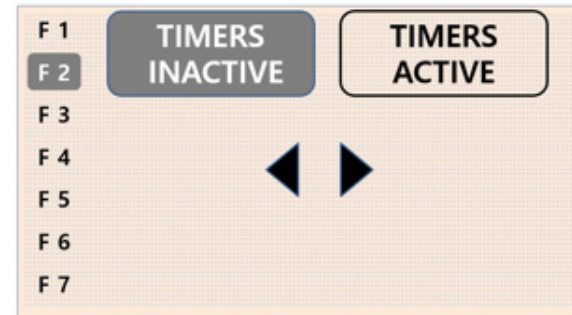 F 1
F 2
F 3
F 4
F 5
F 6
F 7
TIMERS
INACTIVE
TIMERS
ACTIVE